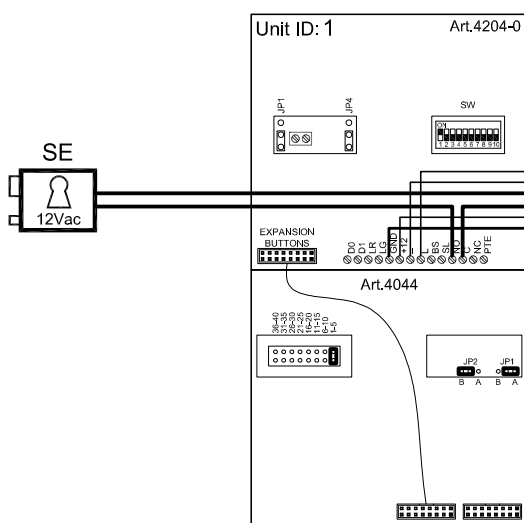 Unit ID: 1
Art.4204-0
JP1
JP4
SW
ON
1 2 3 4 5 6 7 8 9 10
SE
12Vac
EXPANSION
BUTTONS
D0
D1
LR
LG
GND
+12
L
L
BS
SL
NO
C
NC
PTE
Art.4044
36-40
31-35
26-30
21-25
16-20
11-15
6-10
1-5
JP2
JP1
B A
B A